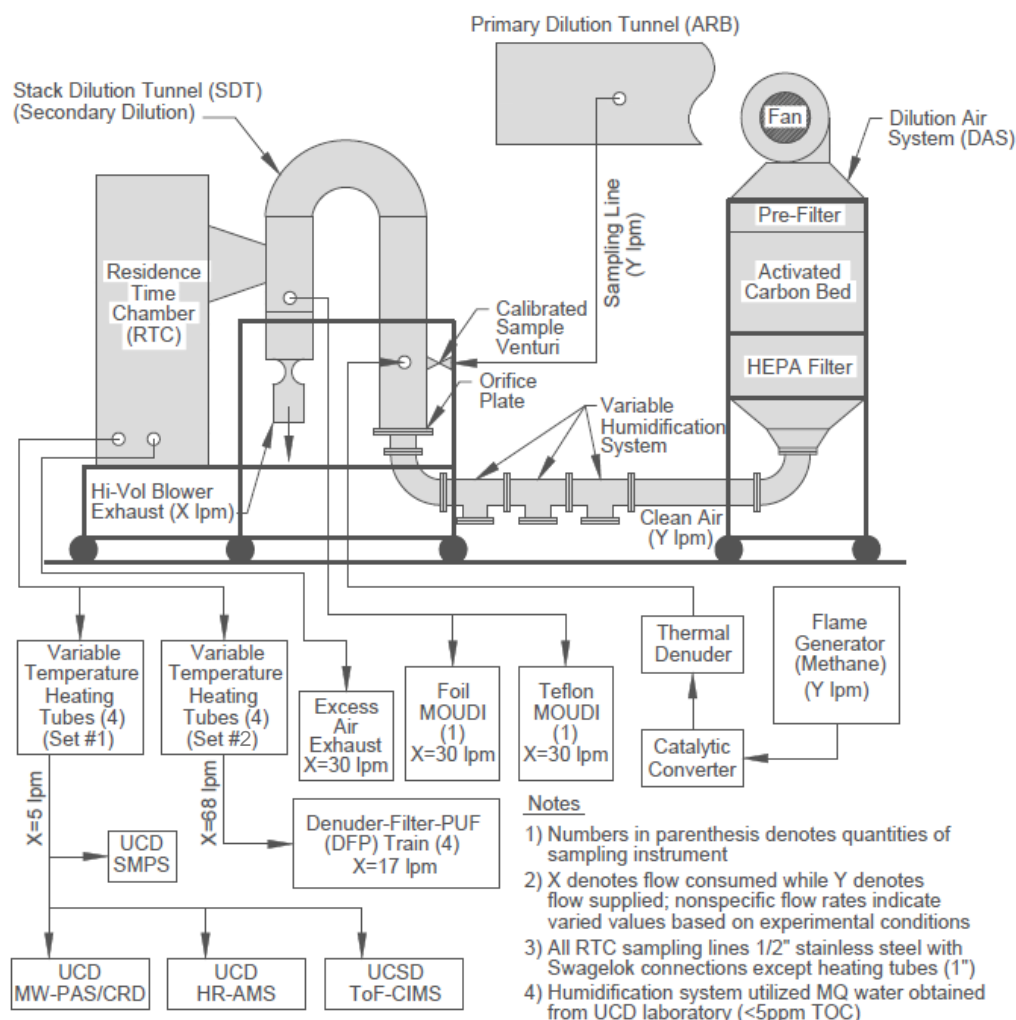 Primary Dilution Tunnel (ARB)
Stack Dilution Tunnel (SDT)
(Secondary Dilution)
Fan
Dilution Air
System (DAS)
Pre-Filter
Activated
Carbon Bed
HEPA Filter
Sampling Line
(Y lpm)
Residence
Time
Chamber
(RTC)
Calibrated
Sample
Venturi
Orifice
Plate
Variable
Humidification
System
Hi-Vol Blower
Exhaust (X lpm)
Clean Air
(Y lpm)
Variable
Temperature
Heating
Tubes (4)
(Set #1)
Variable
Temperature
Heating
Tubes (4)
(Set #2)
Excess
Air
Exhaust
X=30 lpm
Foil
MOUDI
(1)
X=30 lpm
Teflon
MOUDI
(1)
X=30 lpm
Thermal
Denuder
Flame
Generator
(Methane)
(Y lpm)
Catalytic
Converter
X=5 lpm
X=68 lpm
UCD
SMPS
Denuder-Filter-PUF
(DFP) Train (4)
X=17 lpm
UCD
MW-PAS/CRD
UCD
HR-AMS
UCSD
ToF-CIMS
Notes
1) Numbers in parenthesis denotes quantities of
sampling instrument
2) X denotes flow consumed while Y denotes
flow supplied; nonspecific flow rates indicate
varied values based on experimental conditions
3) All RTC sampling lines 1/2" stainless steel with
Swagelok connections except heating tubes (1")
4) Humidification system utilized MQ water obtained
from UCD laboratory (<5ppm TOC)